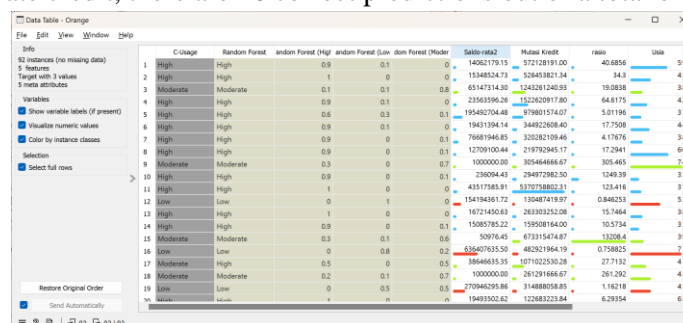 Data Table - Orange
File Edit View Window Help
Info
92 instances (no missing data)
5 features
Target with 3 values
5 meta attributes
Variables
Show variable labels (if present)
Visualize numeric values
Color by instance classes
Selection
Select full rows
Restore Original Order
Send Automatically
C-Usage Random Forest andom Forest (Higl andom Forest (Low dom Forest (Moder Saldo-rata2 Mutasi Kredit rasio Usia
1 High High 0.9 0.1 0 14062179.15 572128191.00 40.6856
2 High High 1 0 0 15348524.73 526453821.34 34.3
3 Moderate Moderate 0.1 0.1 0.8 65147314.30 1243261240.93 19.0838
4 High High 0.9 0 0.1 23563596.26 1522620917.80 64.6175
5 High High 0.6 0.3 0.1 195492704.48 979801574.07 5.01196
6 High High 0.9 0.1 0 19431394.14 344922608.40 17.7508
7 High High 0.9 0 0.1 76681946.85 320282109.46 4.17676
8 High High 0.9 0 0.1 12709100.44 219792945.17 17.2941
9 Moderate Moderate 0.3 0 0.7 1000000.00 305464666.67 305.465
10 High High 0.9 0 0.1 236094.43 294972982.50 1249.39
11 High High 1 0 0 43517585.91 5370758802.31 123.416
12 Low Low 0 1 0 154194361.72 130487419.97 0.846253
13 High High 1 0 0 16721450.63 263303252.08 15.7464
14 High High 0.9 0 0.1 15085785.22 159508164.00 10.5734
15 Moderate Moderate 0.3 0.1 0.6 50976.45 673315474.87 13208.4
16 Low Low 0 0.8 0.2 636407635.50 482921964.19 0.758825
17 Moderate High 0.5 0 0.5 38646635.35 1071022530.28 27.7132
18 Moderate Moderate 0.2 0.1 0.7 1000000.00 261291666.67 261.292
19 Low Low 0 0.5 0.5 270946295.86 314888058.85 1.16218
20 High High 1 0 0 19493502.62 122683223.84 6.29354